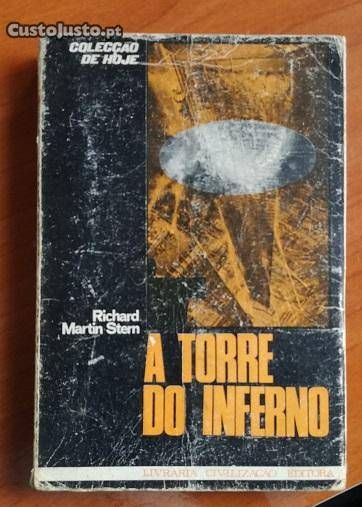 CustoJusto.pt
COLECÇÃO
DE HOJE
Richard
Martin Stern
A TORRE
DO INFERNO
LIVRARIA CIVILIZAÇÃO EDITORA